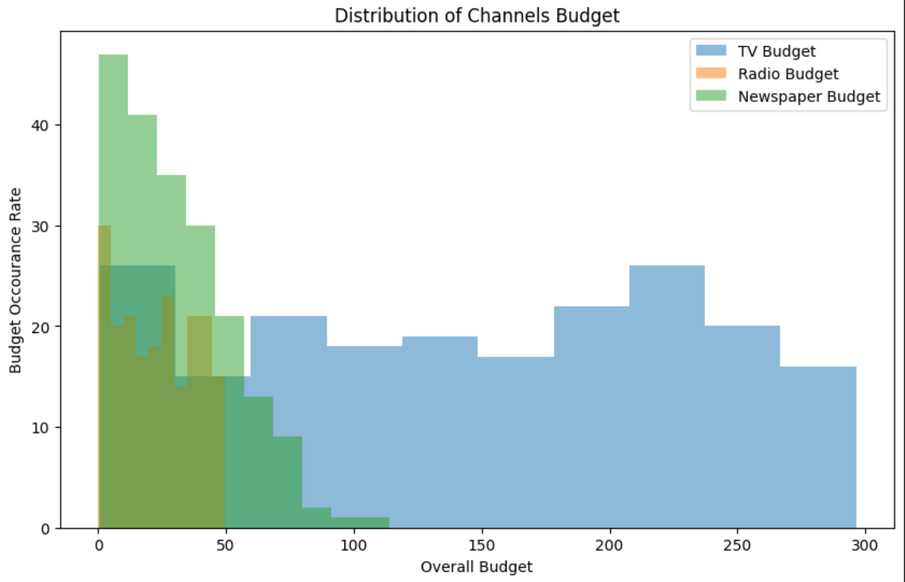 Distribution of Channels Budget
TV Budget
Radio Budget
Newspaper Budget
Budget Occourance Rate
40
30
20
10
0
0 50 100 150 200 250 300
Overall Budget